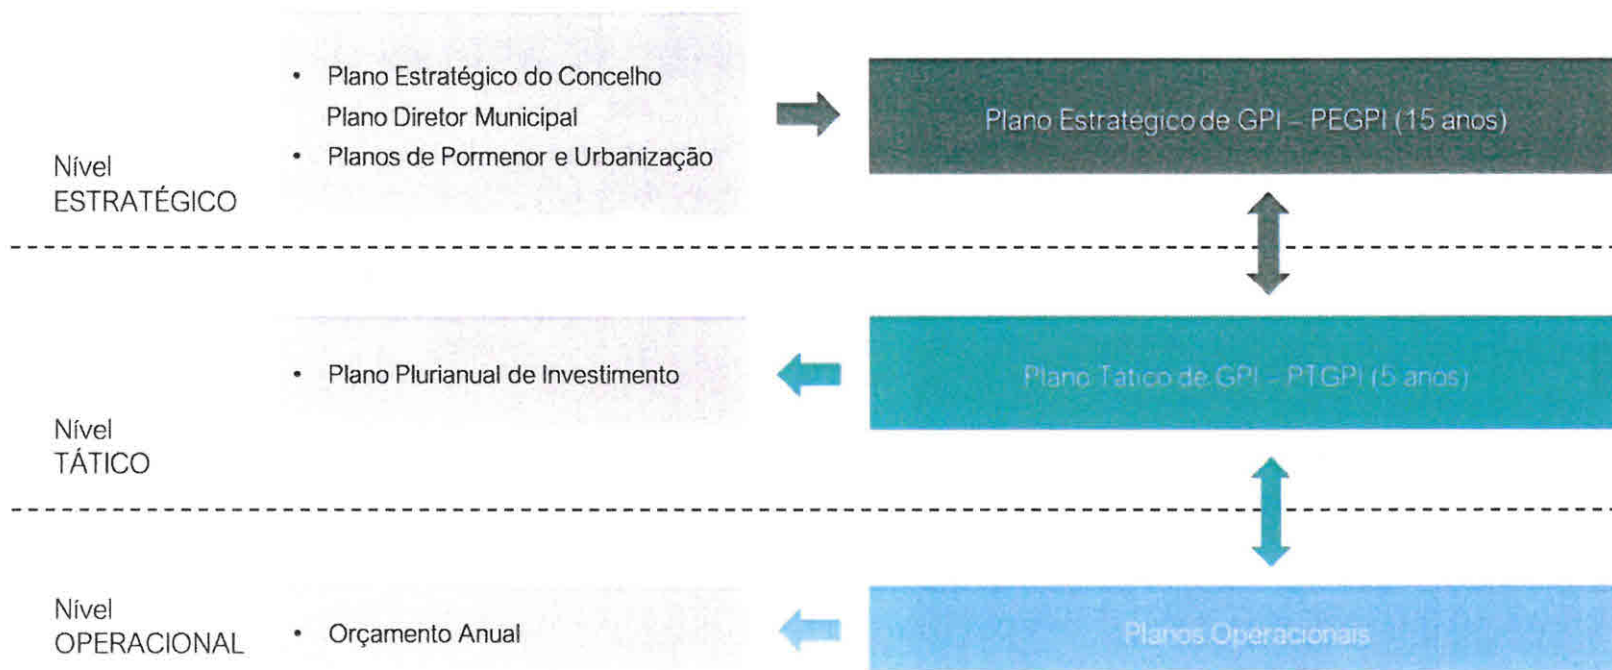 • Plano Estratégico do Concelho
Plano Diretor Municipal
• Planos de Pormenor e Urbanização
Plano Estratégico de GPI – PEGPI (15 anos)
Nível
ESTRATÉGICO
• Plano Plurianual de Investimento
Plano Tático de GPI – PTGPI (5 anos)
Nível
TÁTICO
Nível
OPERACIONAL
• Orçamento Anual
Planos Operacionais